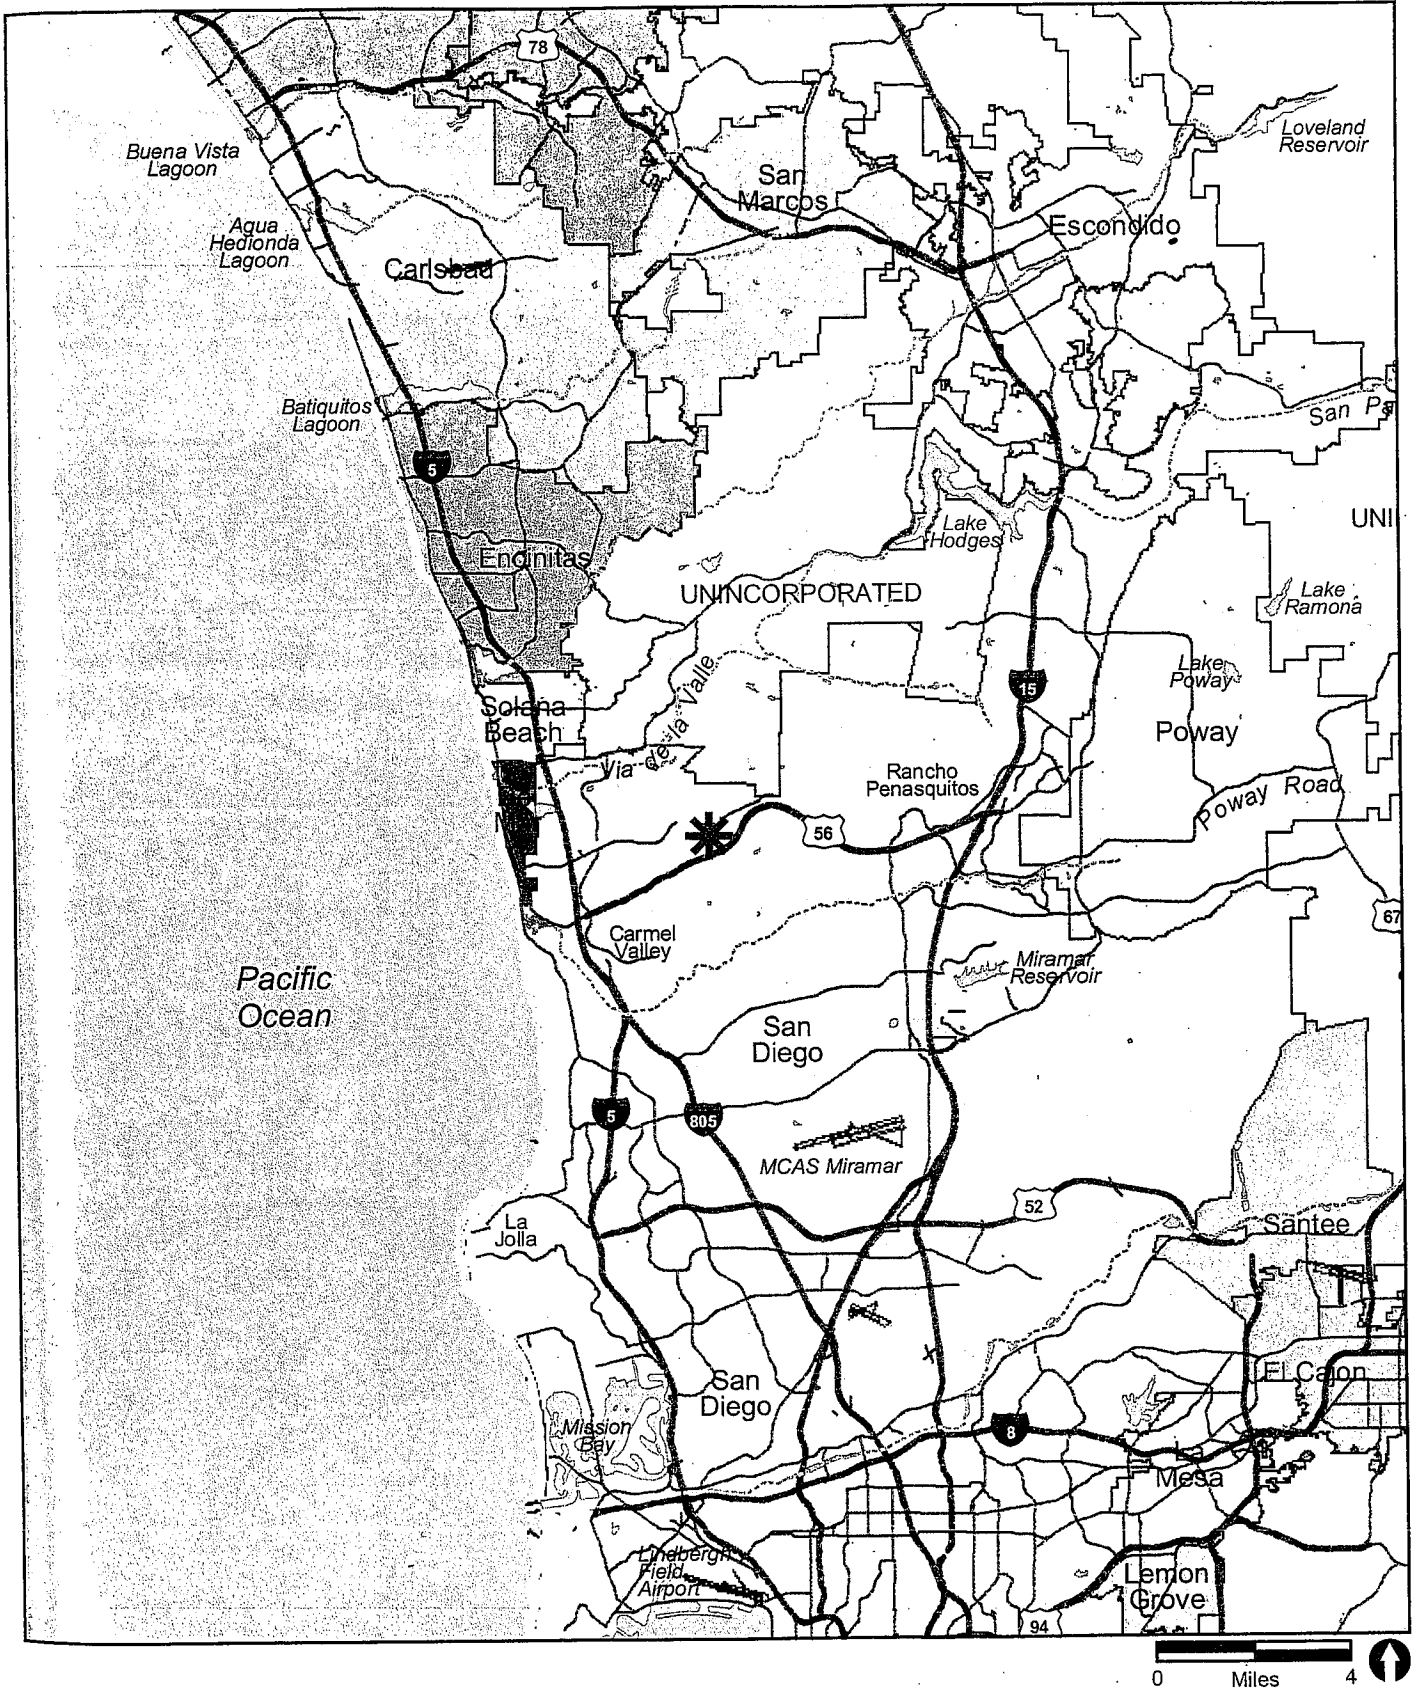 78
Loveland
Reservoir
Buena Vista
Lagoon
San
Marcos
Agua
Hedionda
Lagoon
Escondido
Carlsbad
Batiquitos
Lagoon
San Pa
5
UNI
Lake
Hodges
Encinitas
UNINCORPORATED
Lake
Ramona
Lake
Poway
15
Solana
Beach
Via de la Valle
Poway
Rancho
Penasquitos
Poway Road
56
67
Carmel
Valley
Miramar
Reservoir
Pacific
Ocean
San
Diego
5
805
MCAS Miramar
52
La
Jolla
Santee
El Cajon
San
Diego
Mission
Bay
8
Mesa
Lindbergh
Field
Airport
Lemon
Grove
94
0 Miles 4